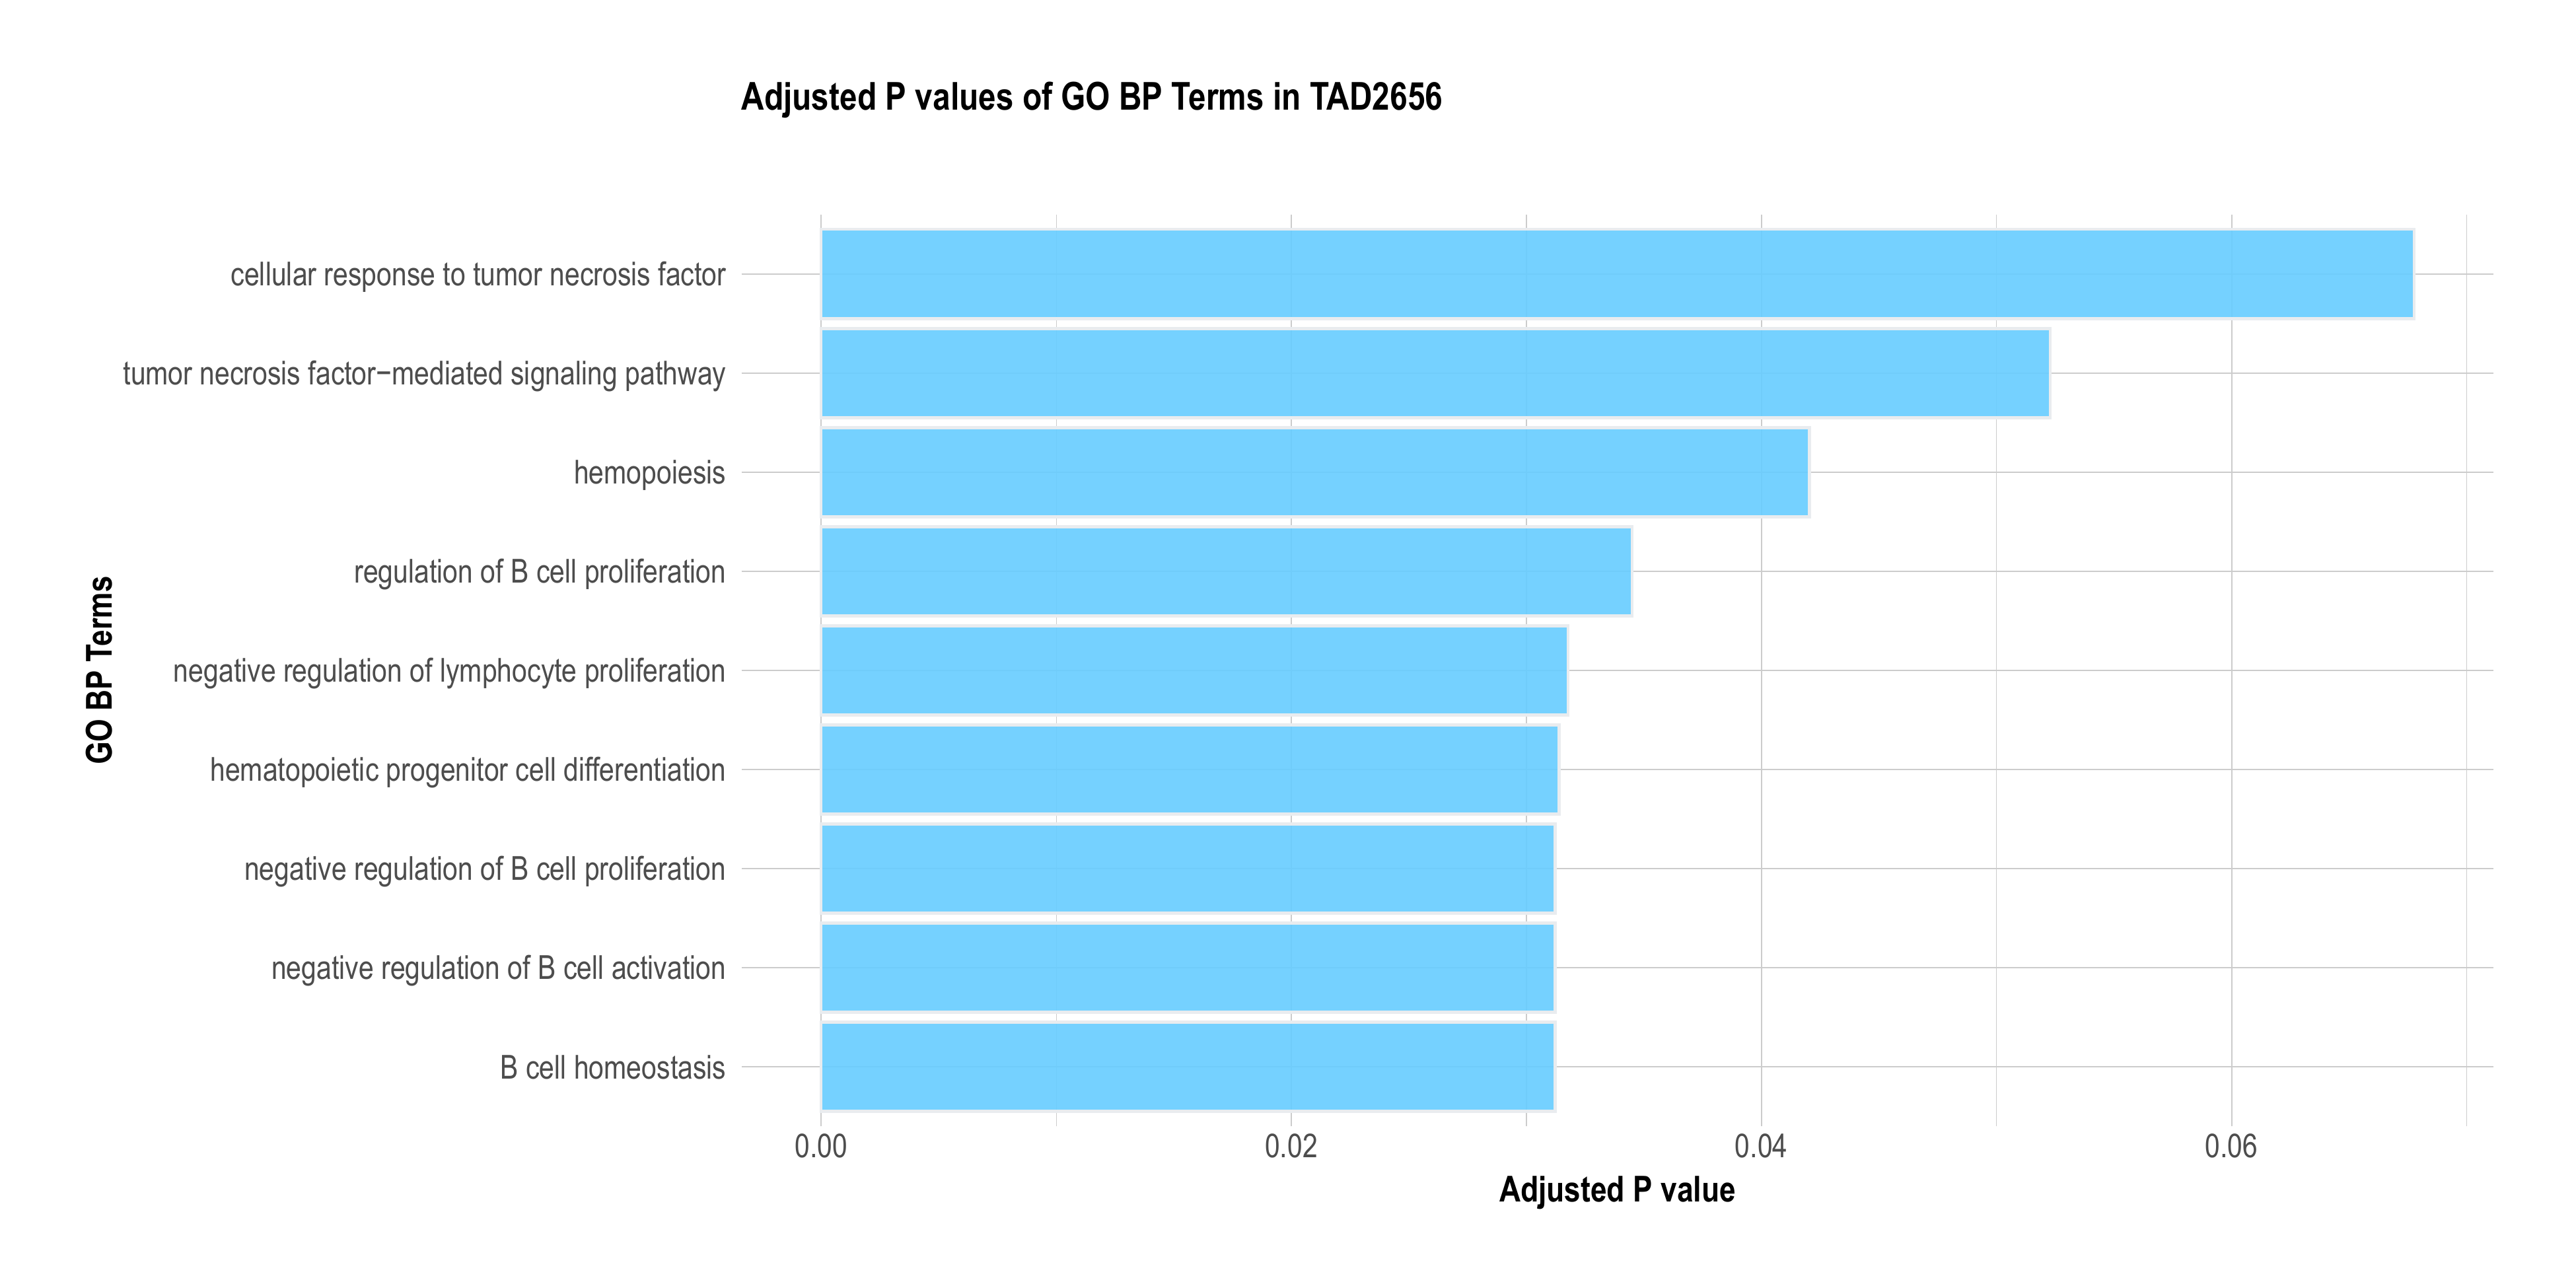 Adjusted P values of GO BP Terms in TAD2656
cellular response to tumor necrosis factor
tumor necrosis factor−mediated signaling pathway
hemopoiesis
regulation of B cell proliferation
negative regulation of lymphocyte proliferation
hematopoietic progenitor cell differentiation
negative regulation of B cell proliferation
negative regulation of B cell activation
B cell homeostasis
GO BP Terms
0.00 0.02 0.04 0.06
Adjusted P value